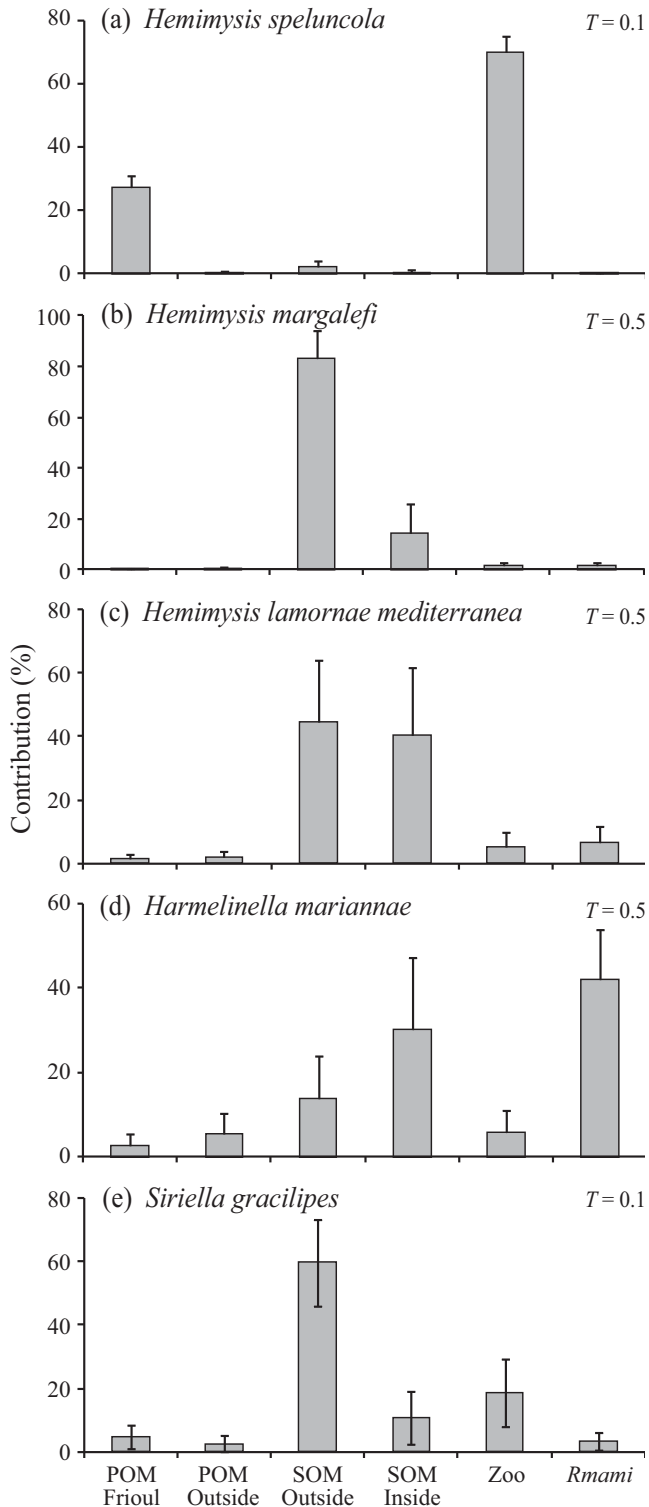 (a) Hemimysis speluncola T = 0.1
80
60
40
20
0
(b) Hemimysis margalefi T = 0.5
100
80
60
40
20
0
(c) Hemimysis lamornae mediterranea T = 0.5
80
60
40
20
0
Contribution (%)
(d) Harmelinella mariannae T = 0.5
60
40
20
0
(e) Siriella gracilipes T = 0.1
80
60
40
20
0
POM Frioul
POM Outside
SOM Outside
SOM Inside
Zoo
Rmami